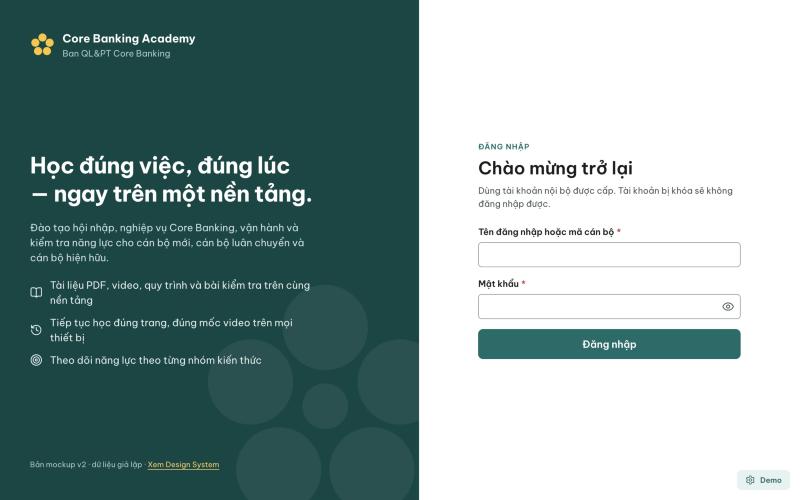 Core Banking Academy
Ban QL&PT Core Banking
Học đúng việc, đúng lúc
— ngay trên một nền tảng.
Đào tạo hội nhập, nghiệp vụ Core Banking, vận hành và
kiểm tra năng lực cho cán bộ mới, cán bộ luân chuyển và
cán bộ hiện hữu.
Tài liệu PDF, video, quy trình và bài kiểm tra trên cùng
nền tảng
Tiếp tục học đúng trang, đúng mốc video trên mọi
thiết bị
Theo dõi năng lực theo từng nhóm kiến thức
Bản mockup v2 · dữ liệu giả lập · Xem Design System
ĐĂNG NHẬP
Chào mừng trở lại
Dùng tài khoản nội bộ được cấp. Tài khoản bị khóa sẽ không
đăng nhập được.
Tên đăng nhập hoặc mã cán bộ *
Mật khẩu *
Đăng nhập
Demo